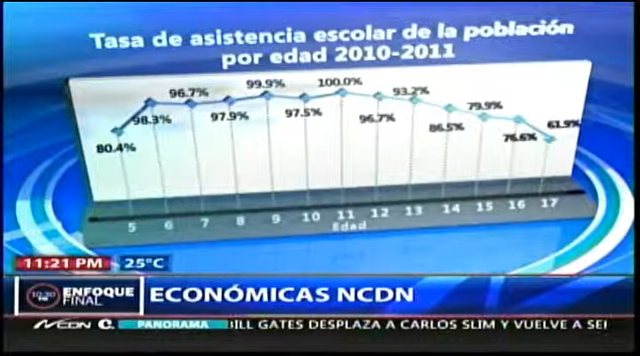 Tasa de asistencia escolar de la población
por edad 2010-2011
80.4% 98.3% 96.7% 97.9% 99.9% 97.5% 100.0% 96.7% 93.2% 86.5% 79.9% 76.6% 61.9%
5 6 7 8 9 10 11 12 13 14 15 16 17
Edad
11:21 PM 25°C
ENFOQUE
FINAL
ECONÓMICAS NCDN
NCDN PANORAMA BILL GATES DESPLAZA A CARLOS SLIM Y VUELVE A SE